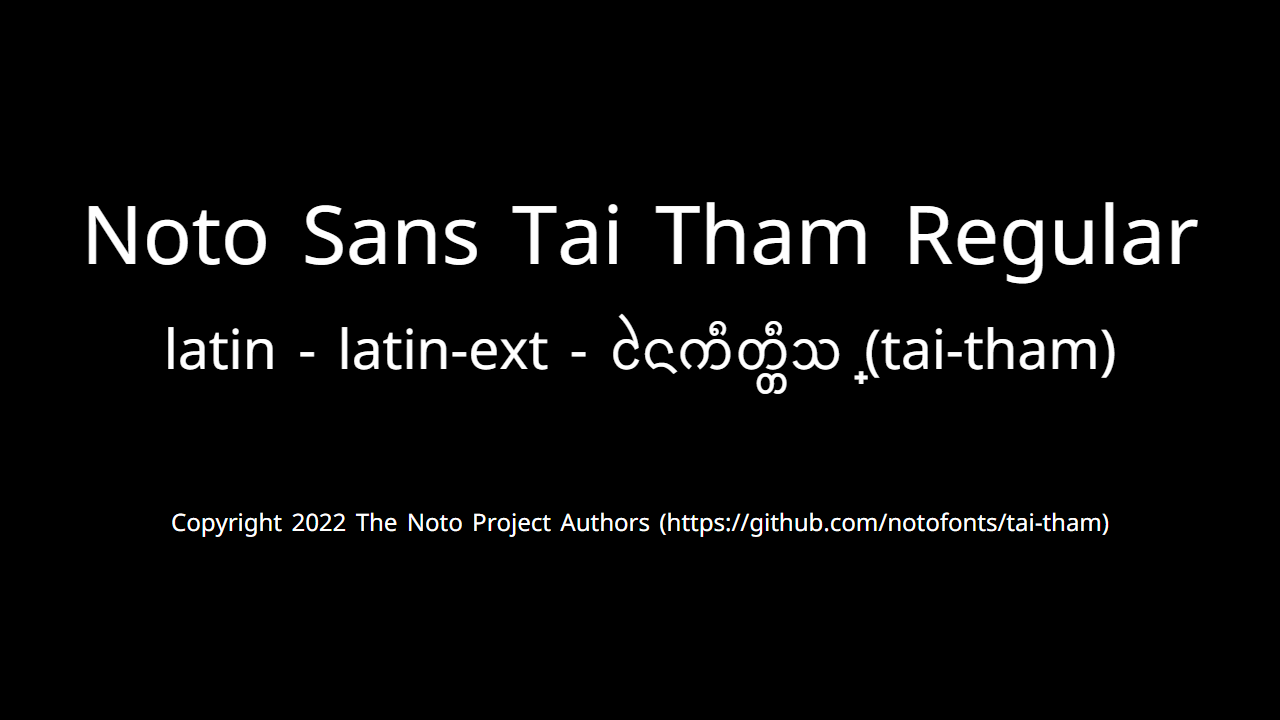 Noto Sans Tai Tham Regular
latin - latin-ext - (tai-tham)
Copyright 2022 The Noto Project Authors (https://github.com/notofonts/tai-tham)